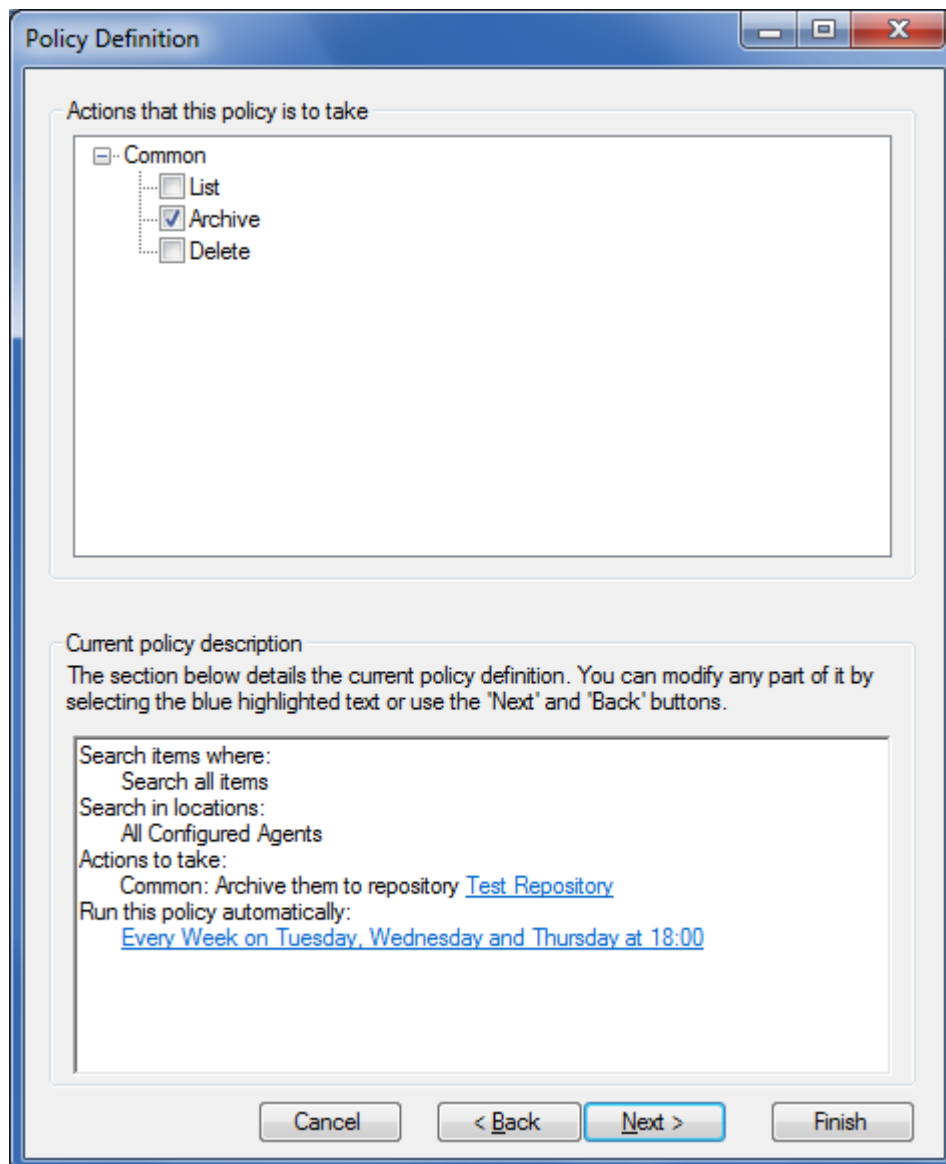 Policy Definition
Actions that this policy is to take
Common
List
Archive
Delete
Current policy description
The section below details the current policy definition. You can modify any part of it by
selecting the blue highlighted text or use the 'Next' and 'Back' buttons.
Search items where:
Search all items
Search in locations:
All Configured Agents
Actions to take:
Common: Archive them to repository Test Repository
Run this policy automatically:
Every Week on Tuesday, Wednesday and Thursday at 18:00
Cancel
< Back
Next >
Finish